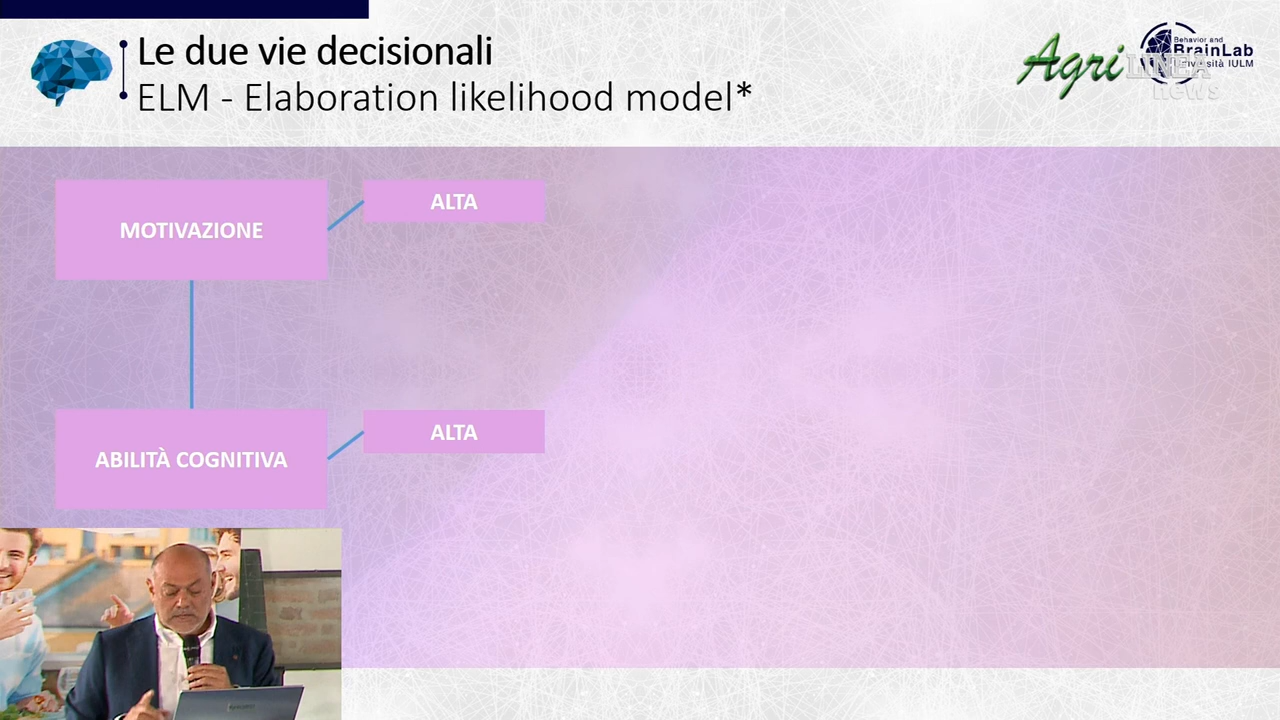 Le due vie decisionali
ELM - Elaboration likelihood model*
Agri LINEA
news
Behavior and
BrainLab
Università IULM
MOTIVAZIONE
ALTA
ABILITÀ COGNITIVA
ALTA